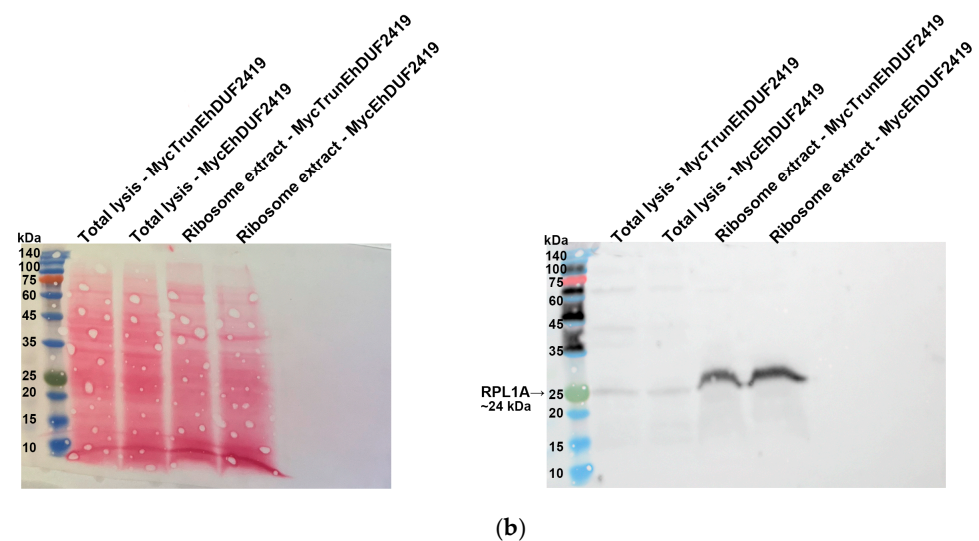 Total lysis - MycTrunEhDUF2419
Total lysis - MycEhDUF2419
Ribosome extract - MycTrunEhDUF2419
Ribosome extract - MycEhDUF2419
kDa
140
100
75
60
45
35
25
20
15
10
Total lysis - MycTrunEhDUF2419
Total lysis - MycEhDUF2419
Ribosome extract - MycTrunEhDUF2419
Ribosome extract - MycEhDUF2419
kDa
140
100
75
60
45
35
RPL1A→ 25
~24 kDa
20
15
10
(b)